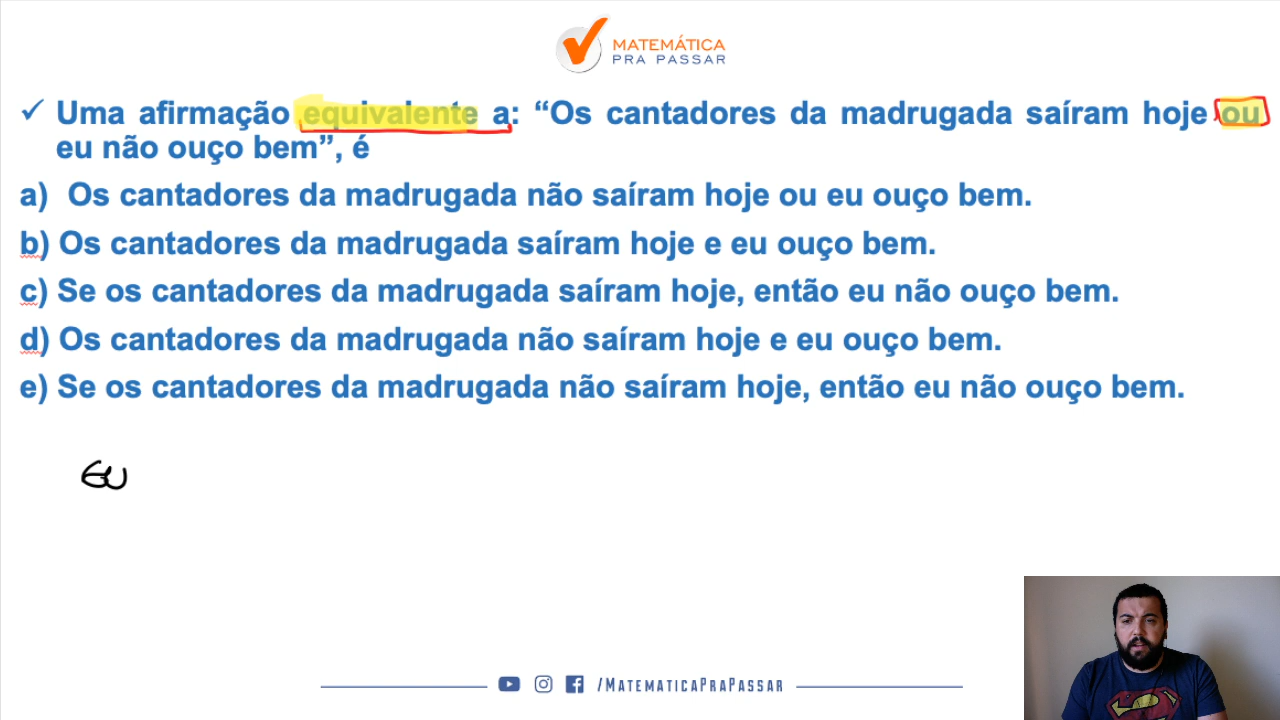 MATEMÁTICA
PRA PASSAR
✓ Uma afirmação equivalente a: “Os cantadores da madrugada saíram hoje ou
eu não ouço bem”, é
a) Os cantadores da madrugada não saíram hoje ou eu ouço bem.
b) Os cantadores da madrugada saíram hoje e eu ouço bem.
c) Se os cantadores da madrugada saíram hoje, então eu não ouço bem.
d) Os cantadores da madrugada não saíram hoje e eu ouço bem.
e) Se os cantadores da madrugada não saíram hoje, então eu não ouço bem.
EU
/MATEMATICAPRAPASSAR